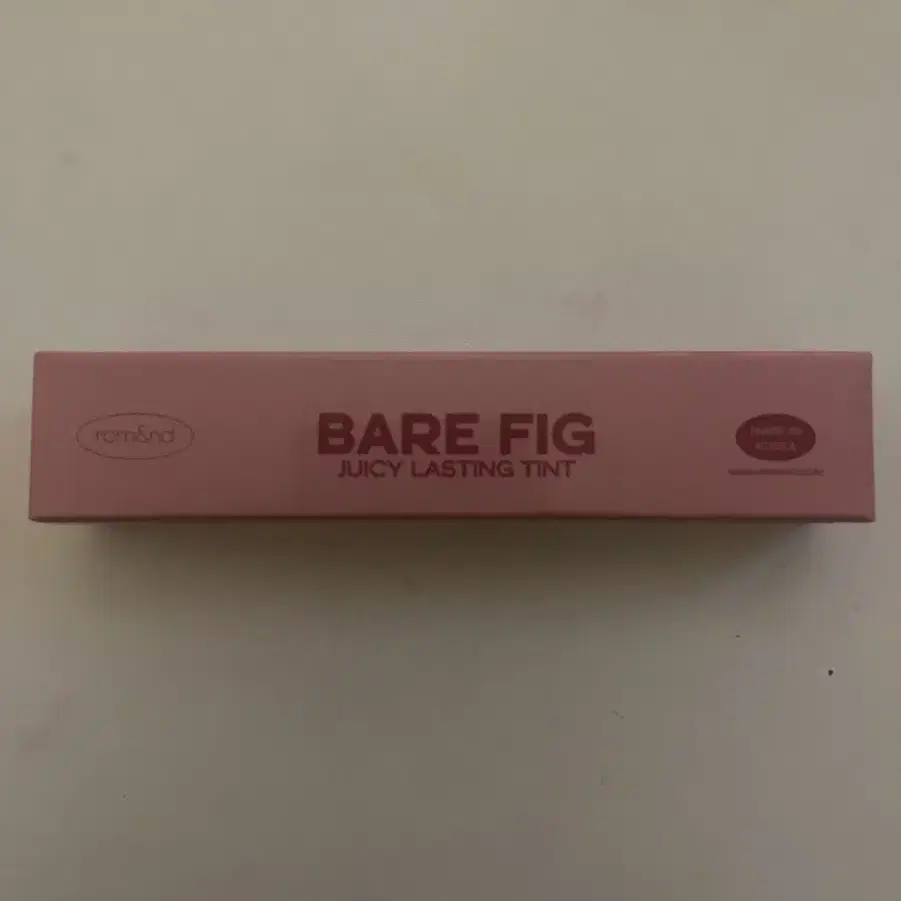 rom&nd
BARE FIG
JUICY LASTING TINT
MADE IN
KOREA